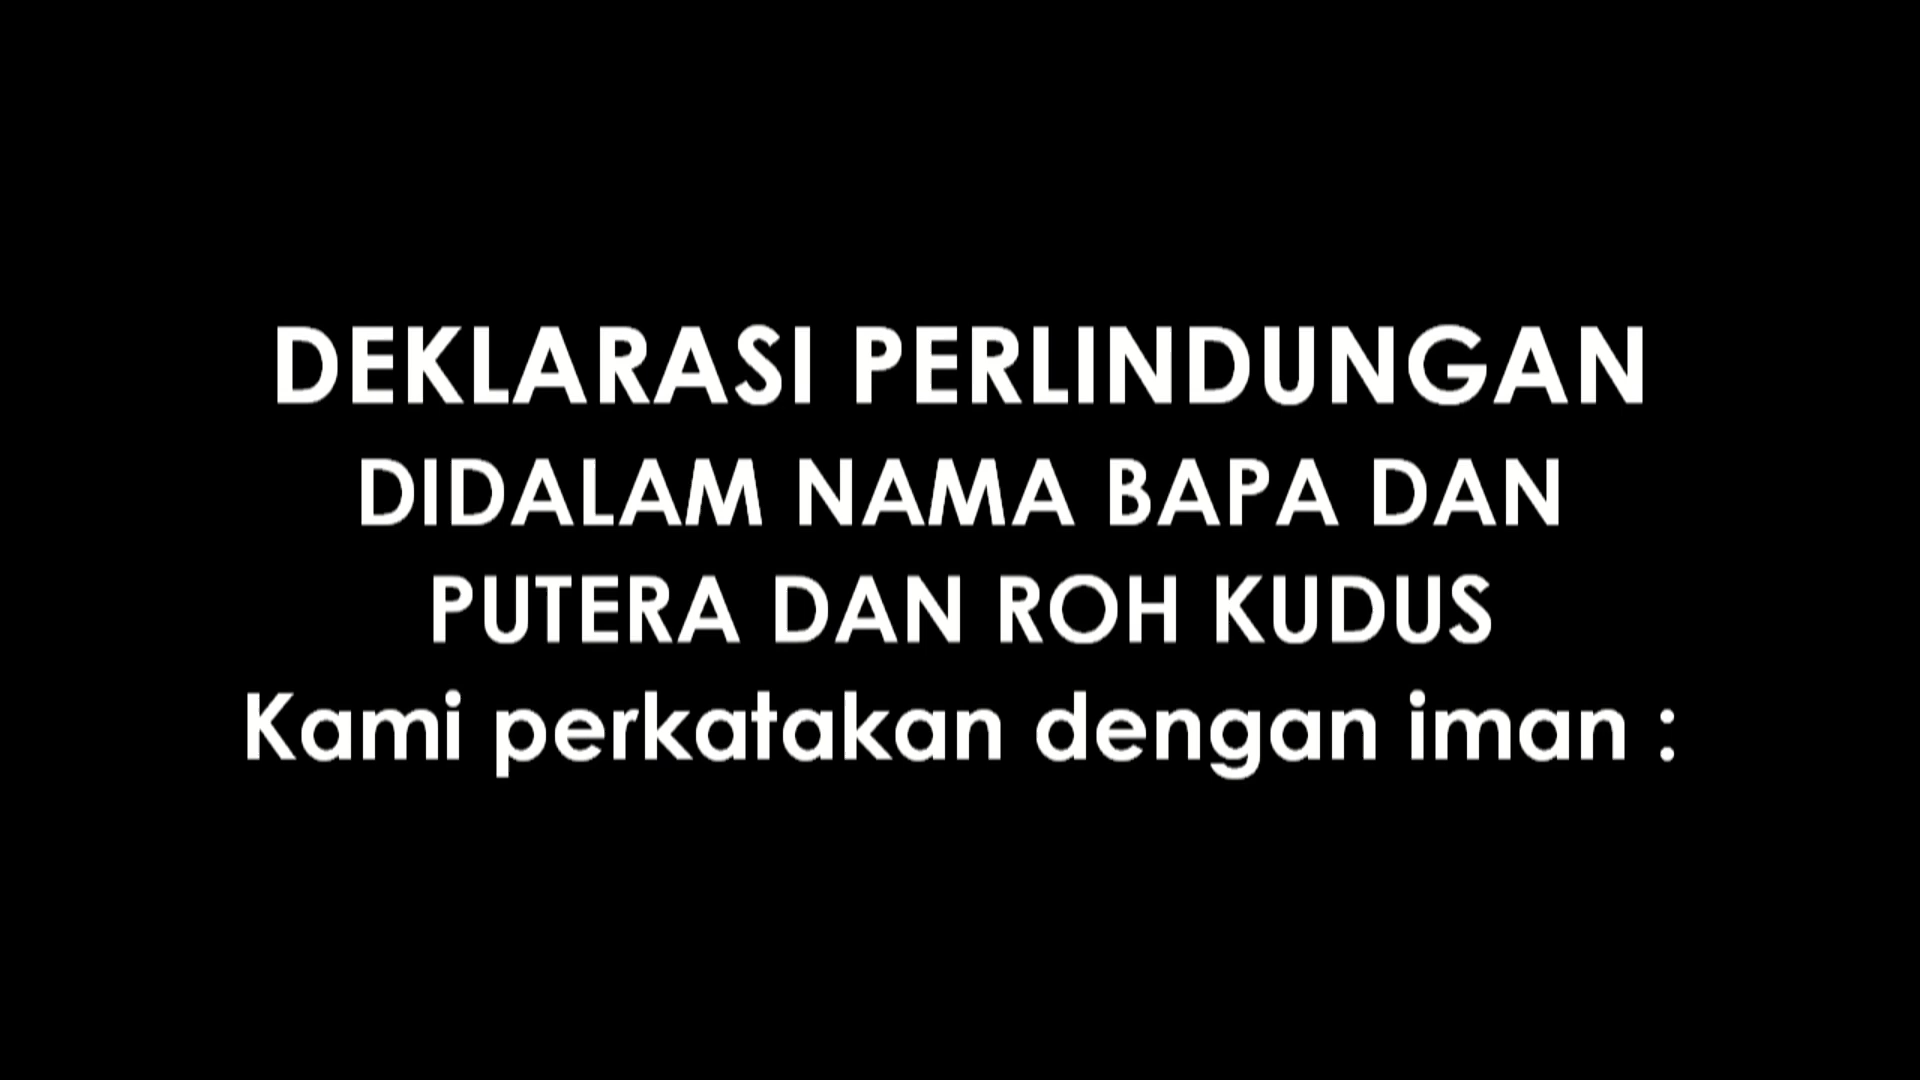 DEKLARASI PERLINDUNGAN
DIDALAM NAMA BAPA DAN
PUTERA DAN ROH KUDUS
Kami perkatakan dengan iman :